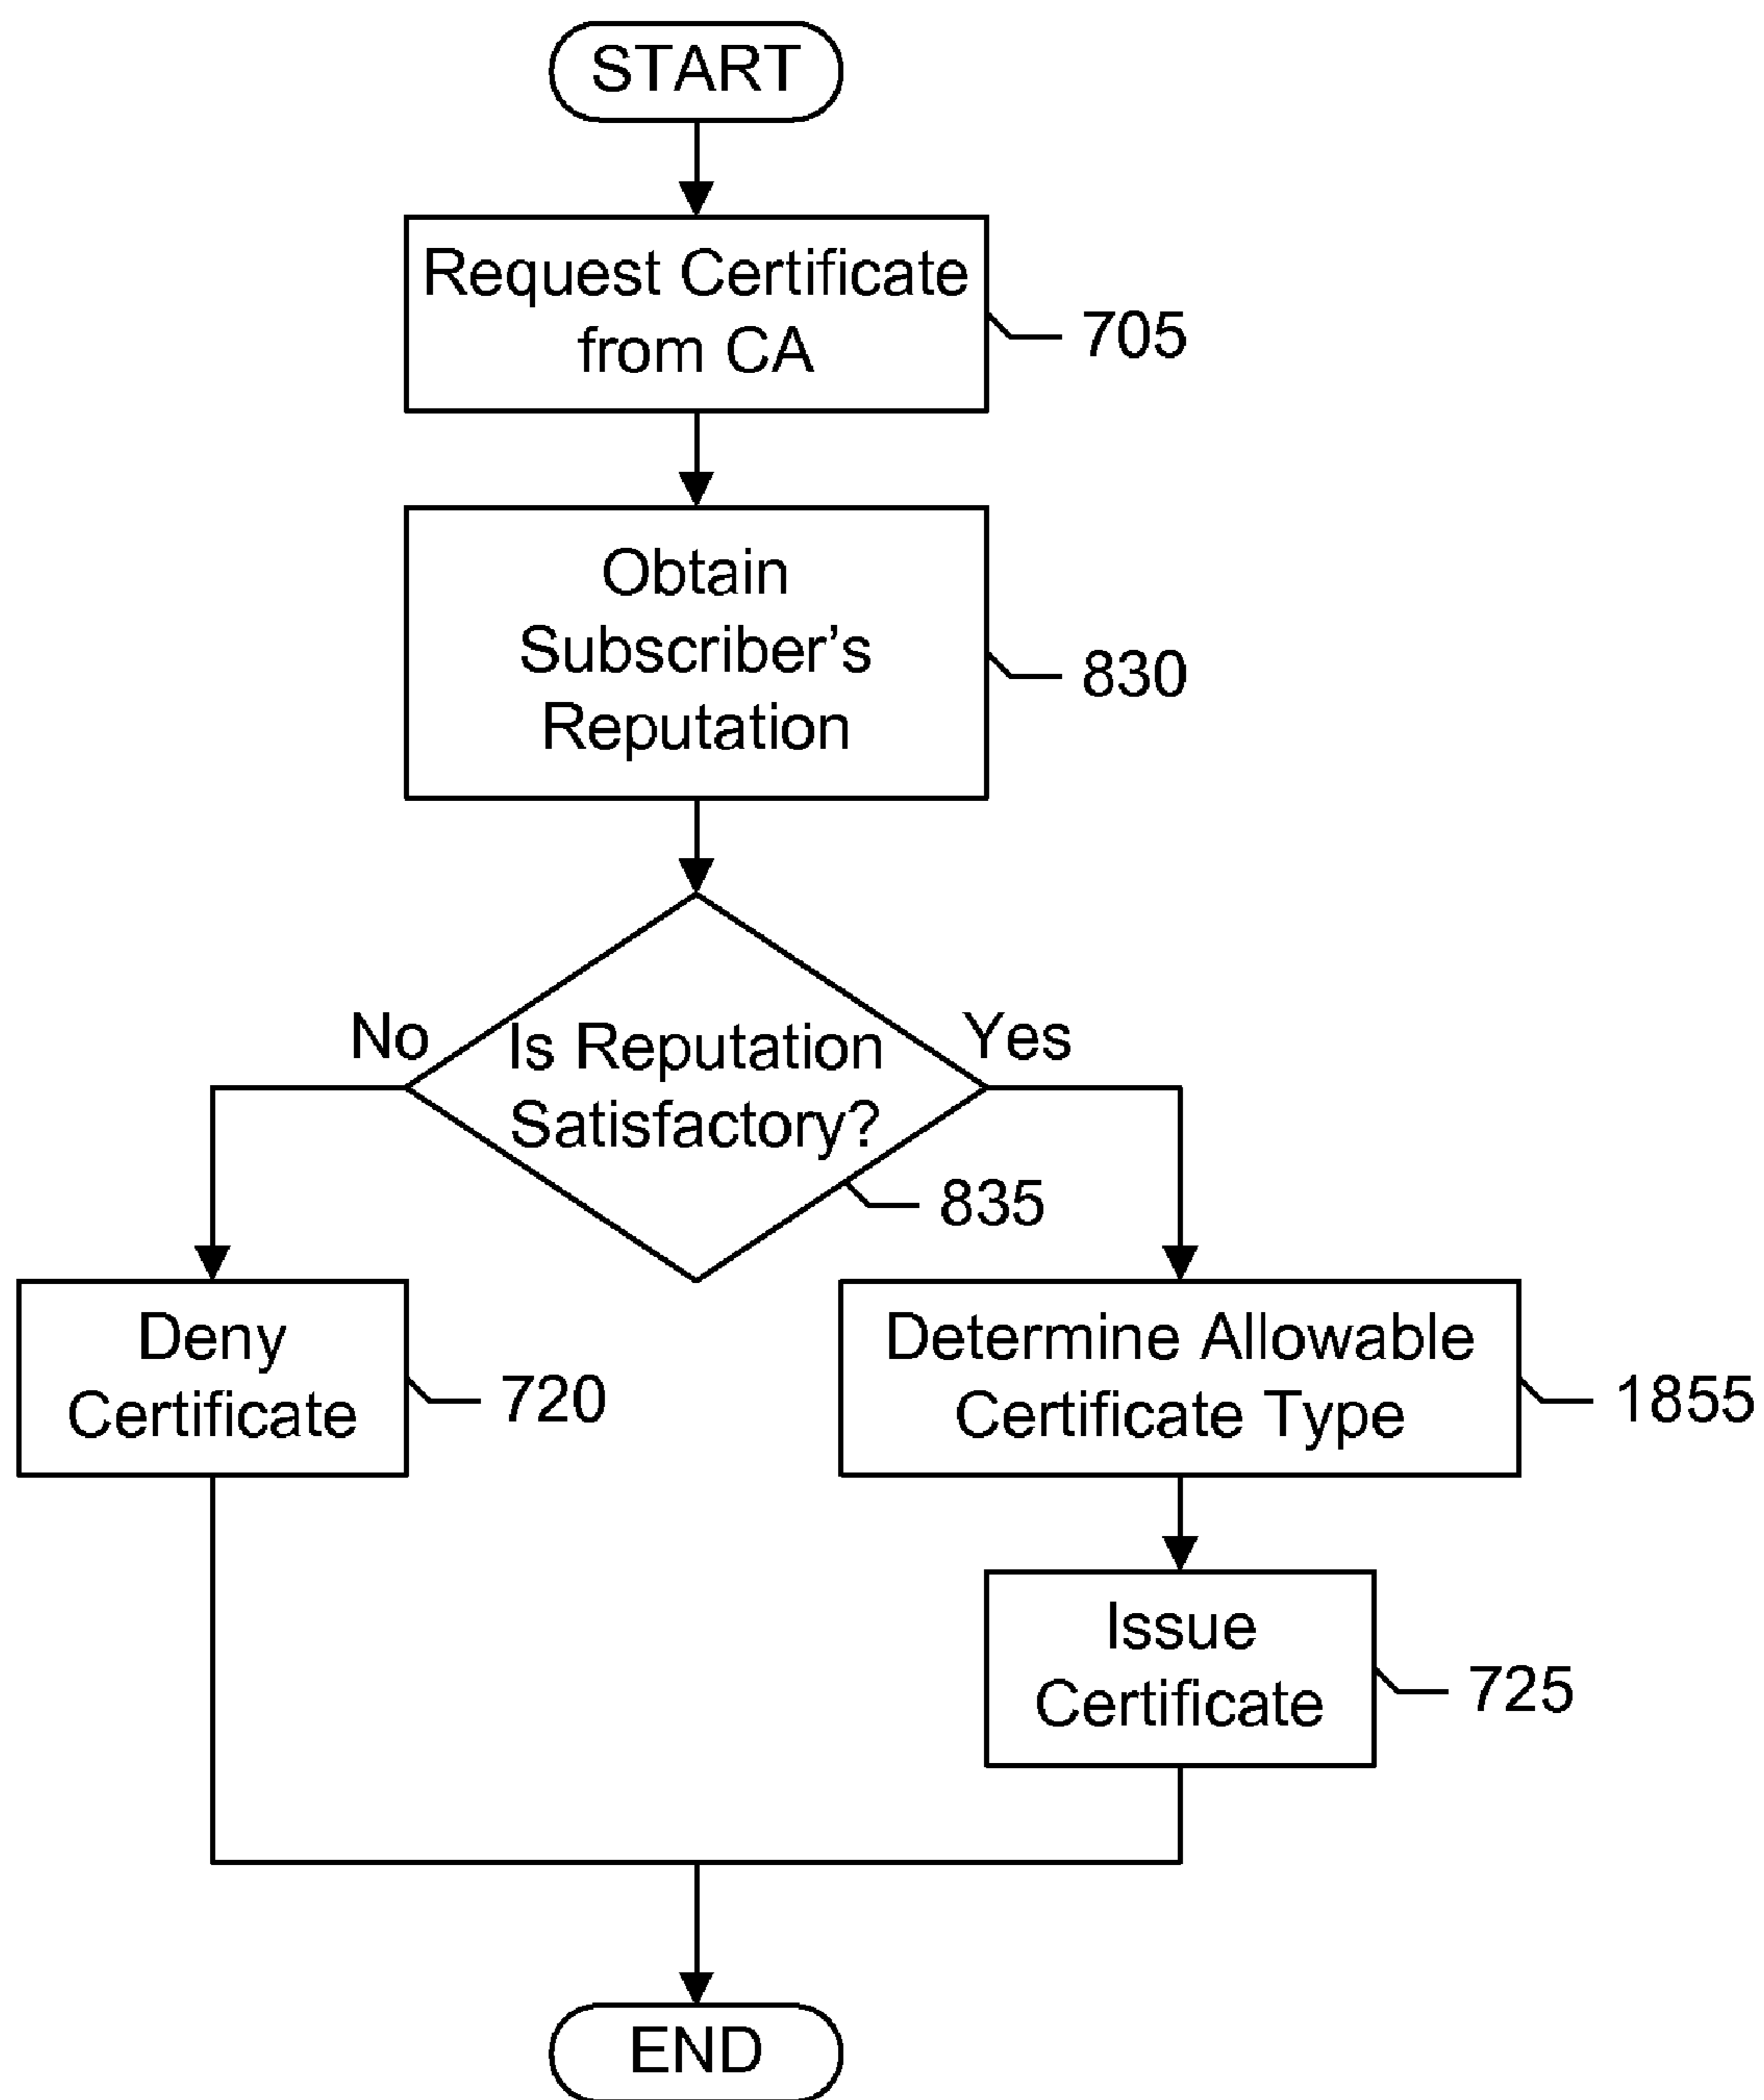 START
Request Certificate
from CA
705
Obtain
Subscriber’s
Reputation
830
No
Yes
Is Reputation
Satisfactory?
835
Deny
Certificate
720
Determine Allowable
Certificate Type
1855
Issue
Certificate
725
END